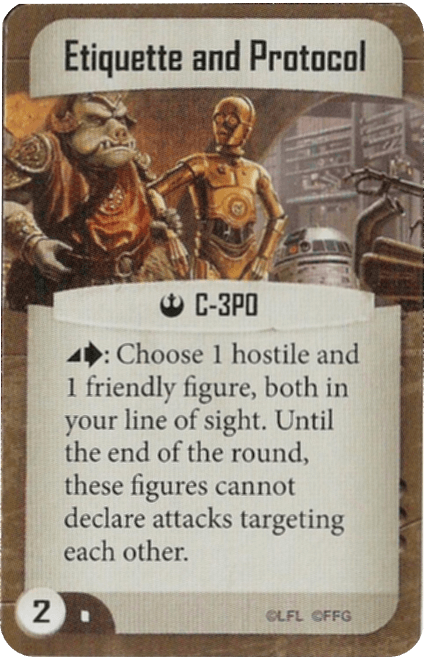 Etiquette and Protocol
C-3PO
: Choose 1 hostile and
1 friendly figure, both in
your line of sight. Until
the end of the round,
these figures cannot
declare attacks targeting
each other.
2
©LFL ©FFG